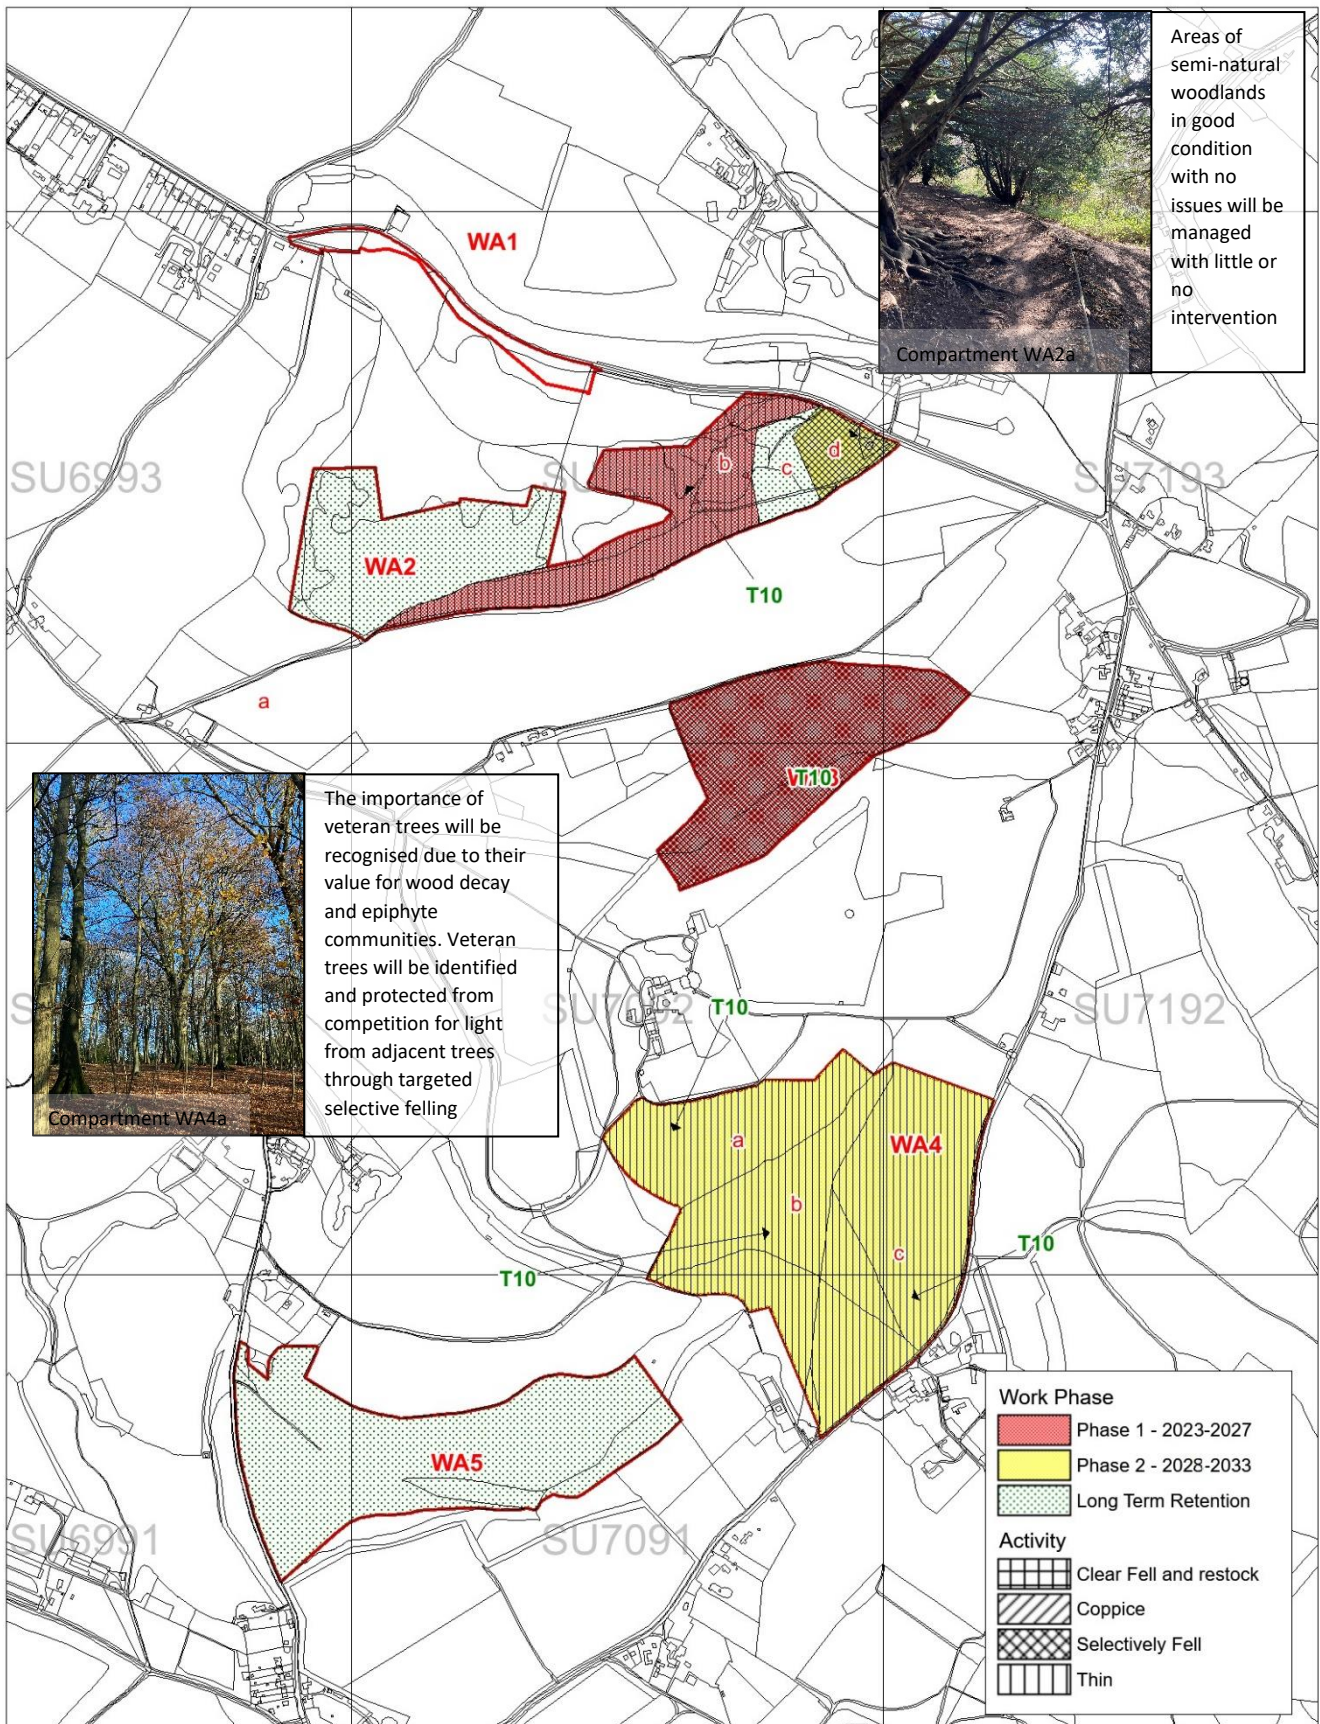 Areas of
semi-natural
woodlands
in good
condition
with no
issues will be
managed
with little or
no
intervention
Compartment WA2a
WA1
SU6993
SU7193
b
c
d
WA2
T10
a
T10
The importance of
veteran trees will be
recognised due to their
value for wood decay
and epiphyte
communities. Veteran
trees will be identified
and protected from
competition for light
from adjacent trees
through targeted
selective felling
Compartment WA4a
T10
SU7192
a
WA4
b
c
T10
T10
WA5
SU6991
SU7091
Work Phase
Phase 1 - 2023-2027
Phase 2 - 2028-2033
Long Term Retention
Activity
Clear Fell and restock
Coppice
Selectively Fell
Thin